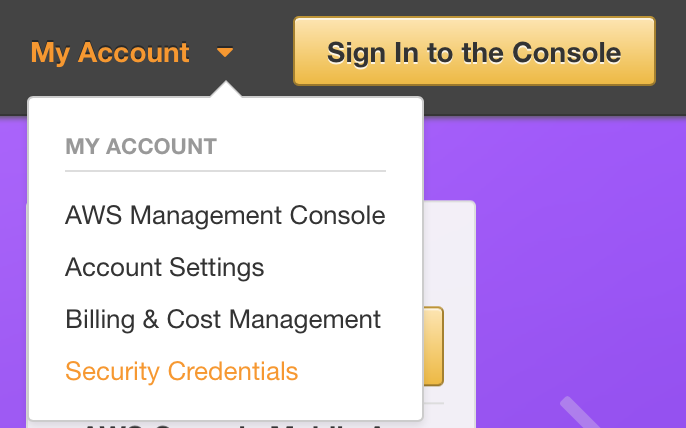 My Account
Sign In to the Console
MY ACCOUNT
AWS Management Console
Account Settings
Billing & Cost Management
Security Credentials